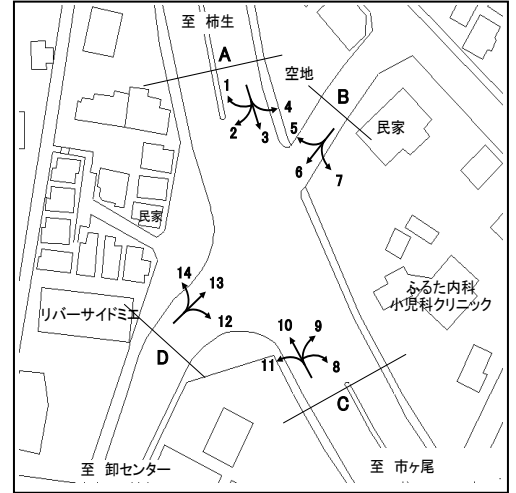 至 柿生
A
空地
B
1
4
2
3
5
民家
6
7
民家
14
13
ふるた内科
小児科クリニック
リバーサイドミエ
12
10
9
D
11
8
C
至 卸センター
至 市ヶ尾